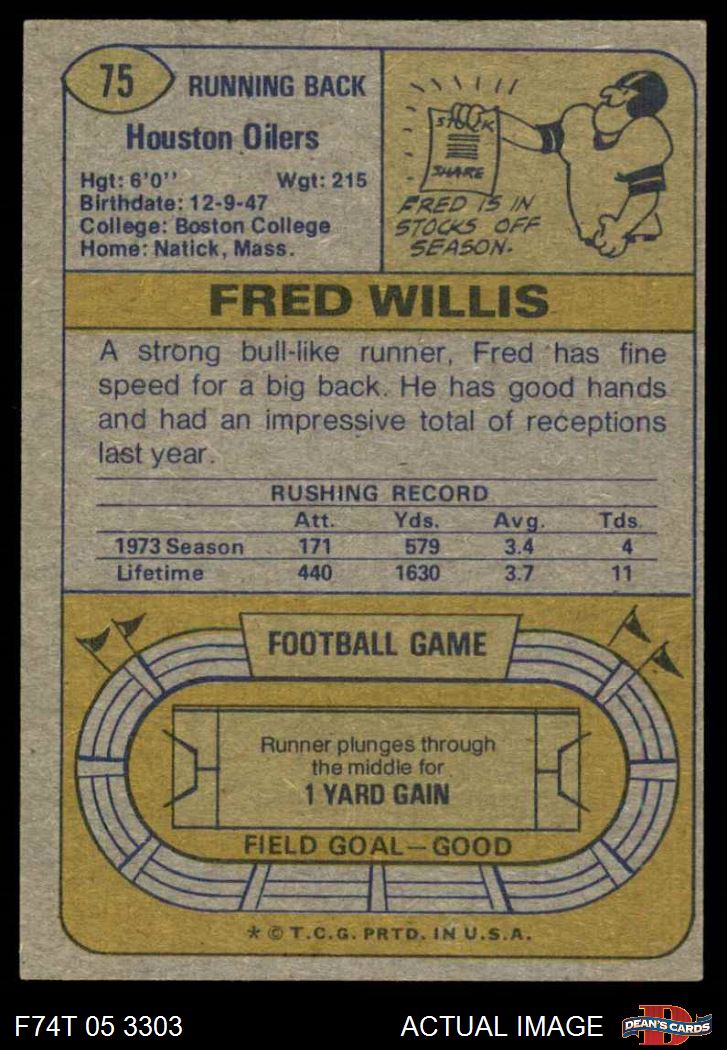 75
RUNNING BACK
Houston Oilers
Hgt: 6'0'' Wgt: 215
Birthdate: 12-9-47
College: Boston College
Home: Natick, Mass.
STOCK
SHARE
FRED IS IN
STOCKS OFF
SEASON.
FRED WILLIS
A strong bull-like runner, Fred has fine
speed for a big back. He has good hands
and had an impressive total of receptions
last year.
RUSHING RECORD
Att. Yds. Avg. Tds.
1973 Season 171 579 3.4 4
Lifetime 440 1630 3.7 11
FOOTBALL GAME
Runner plunges through
the middle for
1 YARD GAIN
FIELD GOAL—GOOD
* © T.C.G. PRTD. IN U.S.A.
F74T 05 3303 ACTUAL IMAGE D DEAN'S CARDS